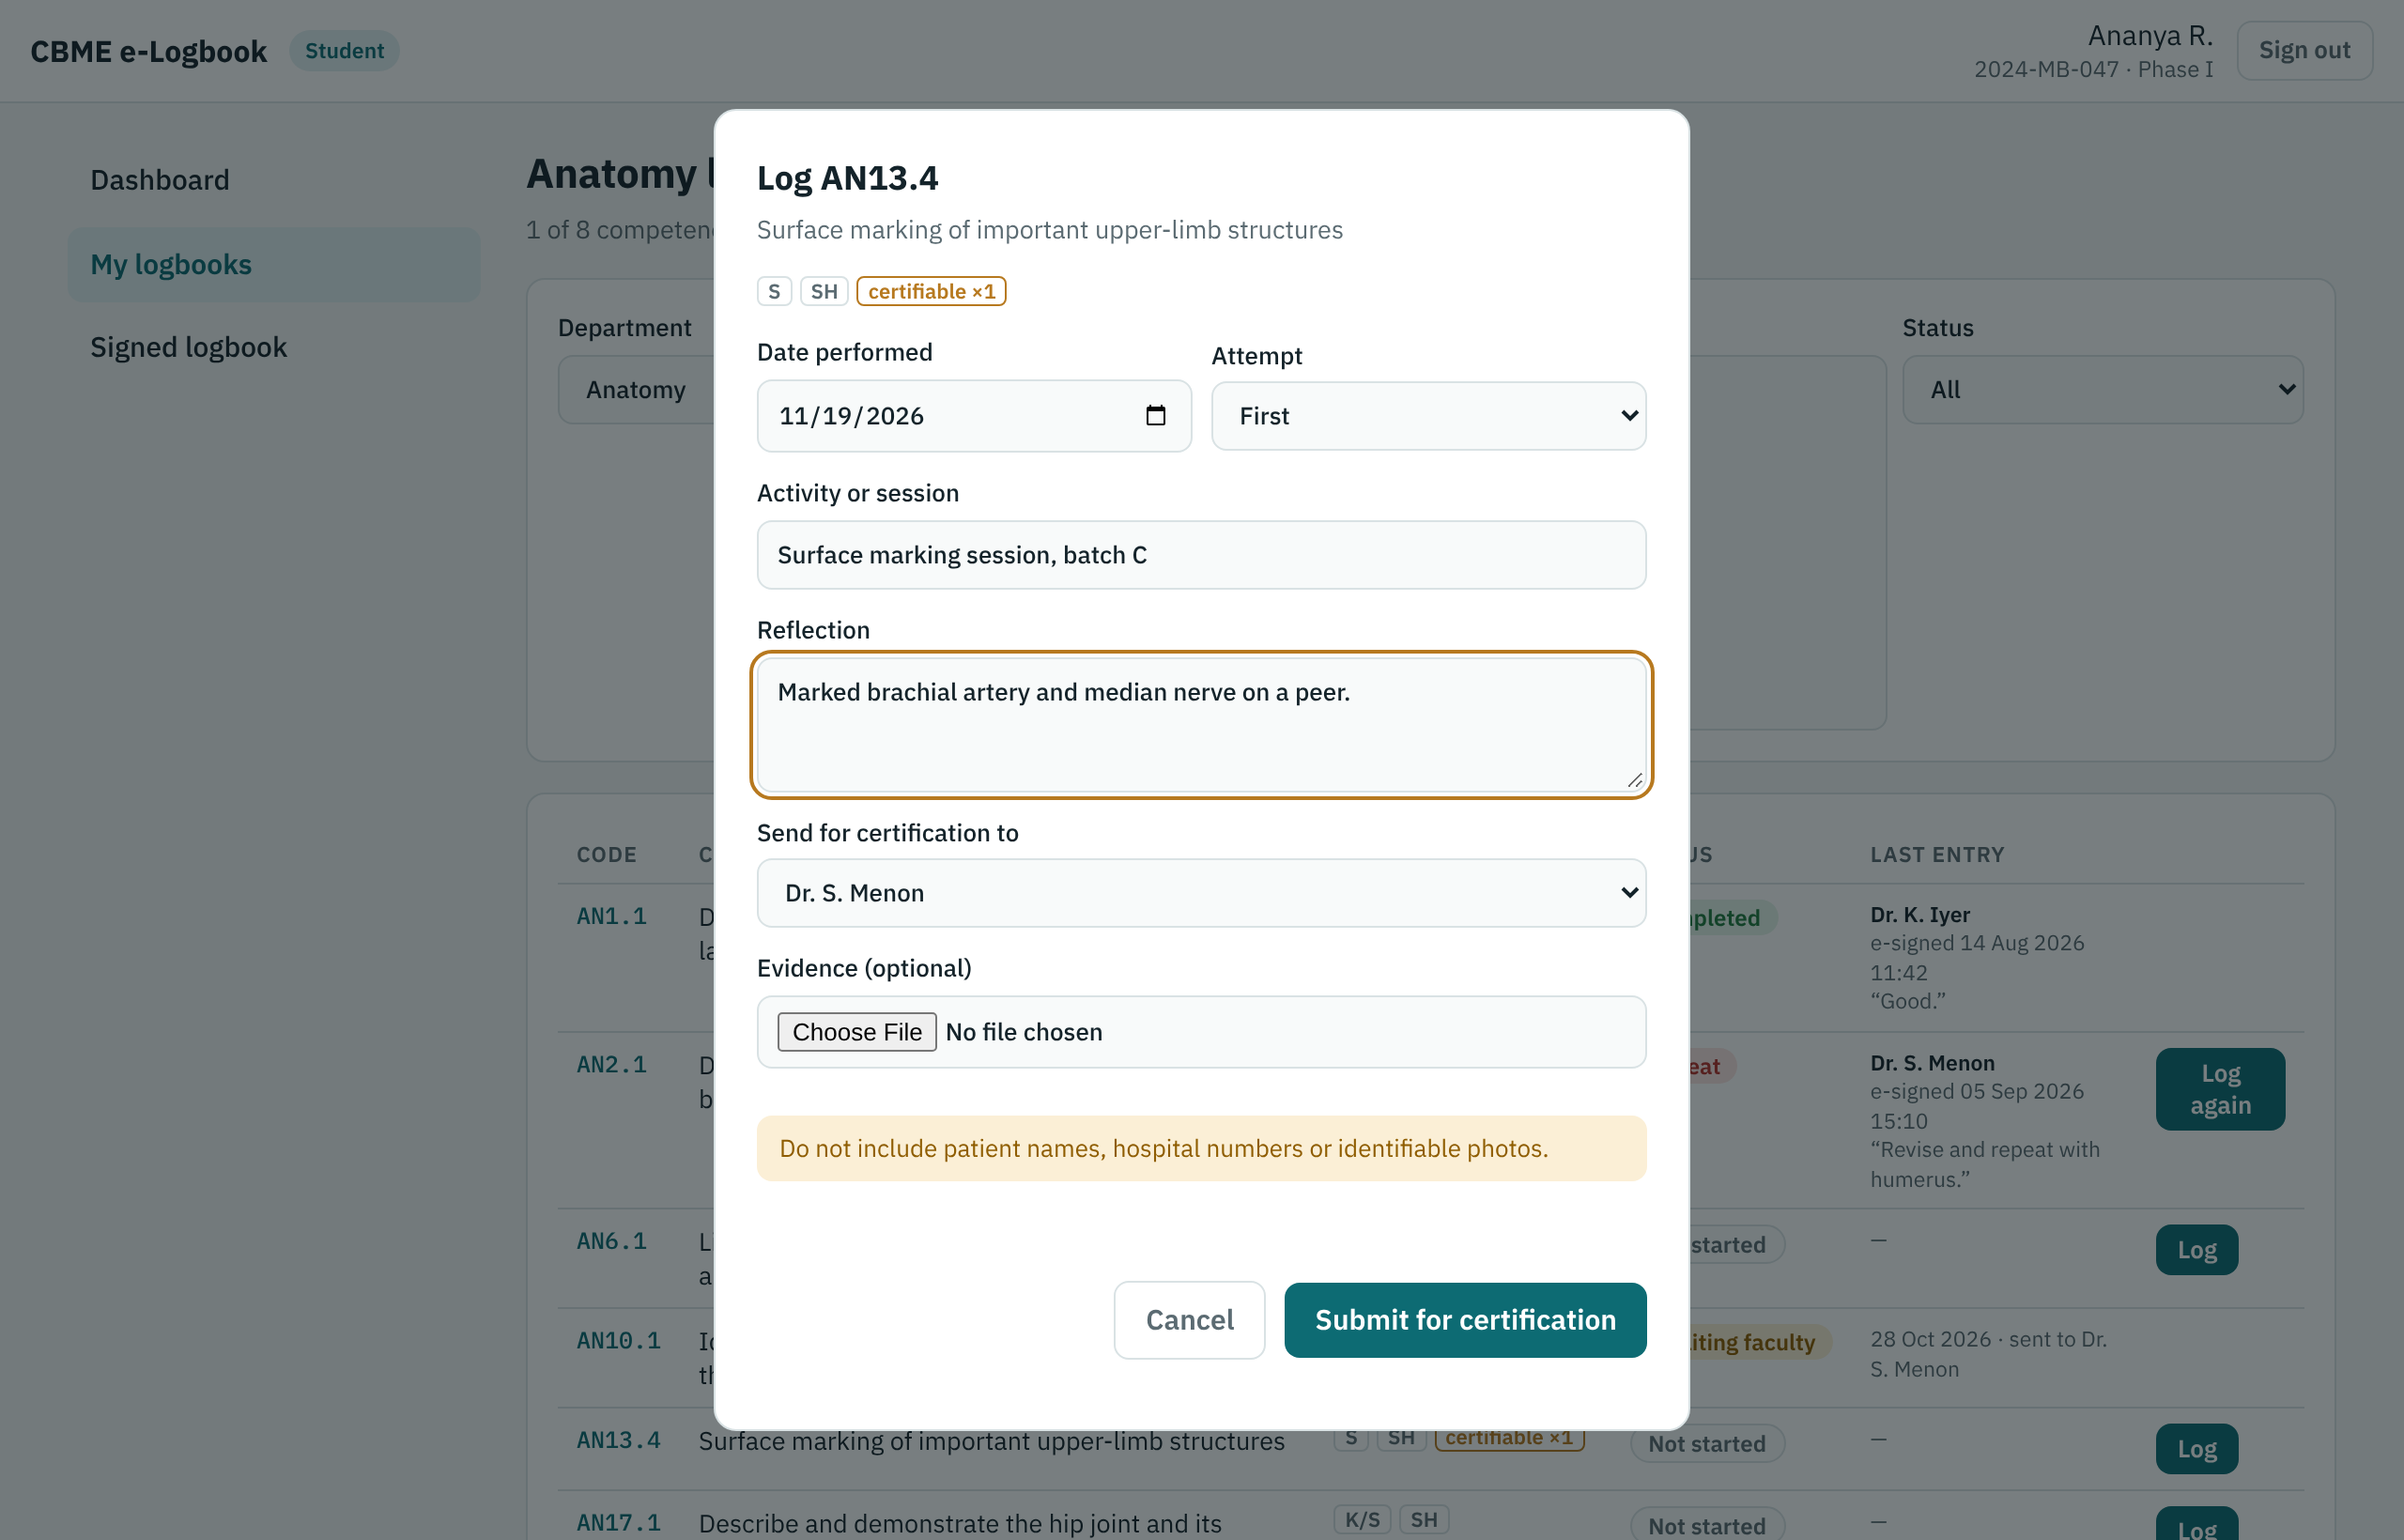 CBME e-Logbook
Student
Ananya R.
2024-MB-047 · Phase I
Sign out
Dashboard
My logbooks
Signed logbook
Anatomy
1 of 8
Department
Anatomy
Status
All
Log AN13.4
Surface marking of important upper-limb structures
S
SH
certifiable ×1
Date performed
11/19/2026
Attempt
First
Activity or session
Surface marking session, batch C
Reflection
Marked brachial artery and median nerve on a peer.
Send for certification to
Dr. S. Menon
Evidence (optional)
Choose File No file chosen
Do not include patient names, hospital numbers or identifiable photos.
Cancel
Submit for certification
CODE
LAST ENTRY
AN1.1
Dr. K. Iyer
e-signed 14 Aug 2026
11:42
“Good.”
AN2.1
Dr. S. Menon
e-signed 05 Sep 2026
15:10
“Revise and repeat with
humerus.”
Log
again
AN6.1
started
—
Log
AN10.1
faculty
28 Oct 2026 · sent to Dr.
S. Menon
AN13.4
Surface marking of important upper-limb structures
S
SH
certifiable ×1
Not started
—
Log
AN17.1
Describe and demonstrate the hip joint and its
K/S
SH
Not started
—
Log